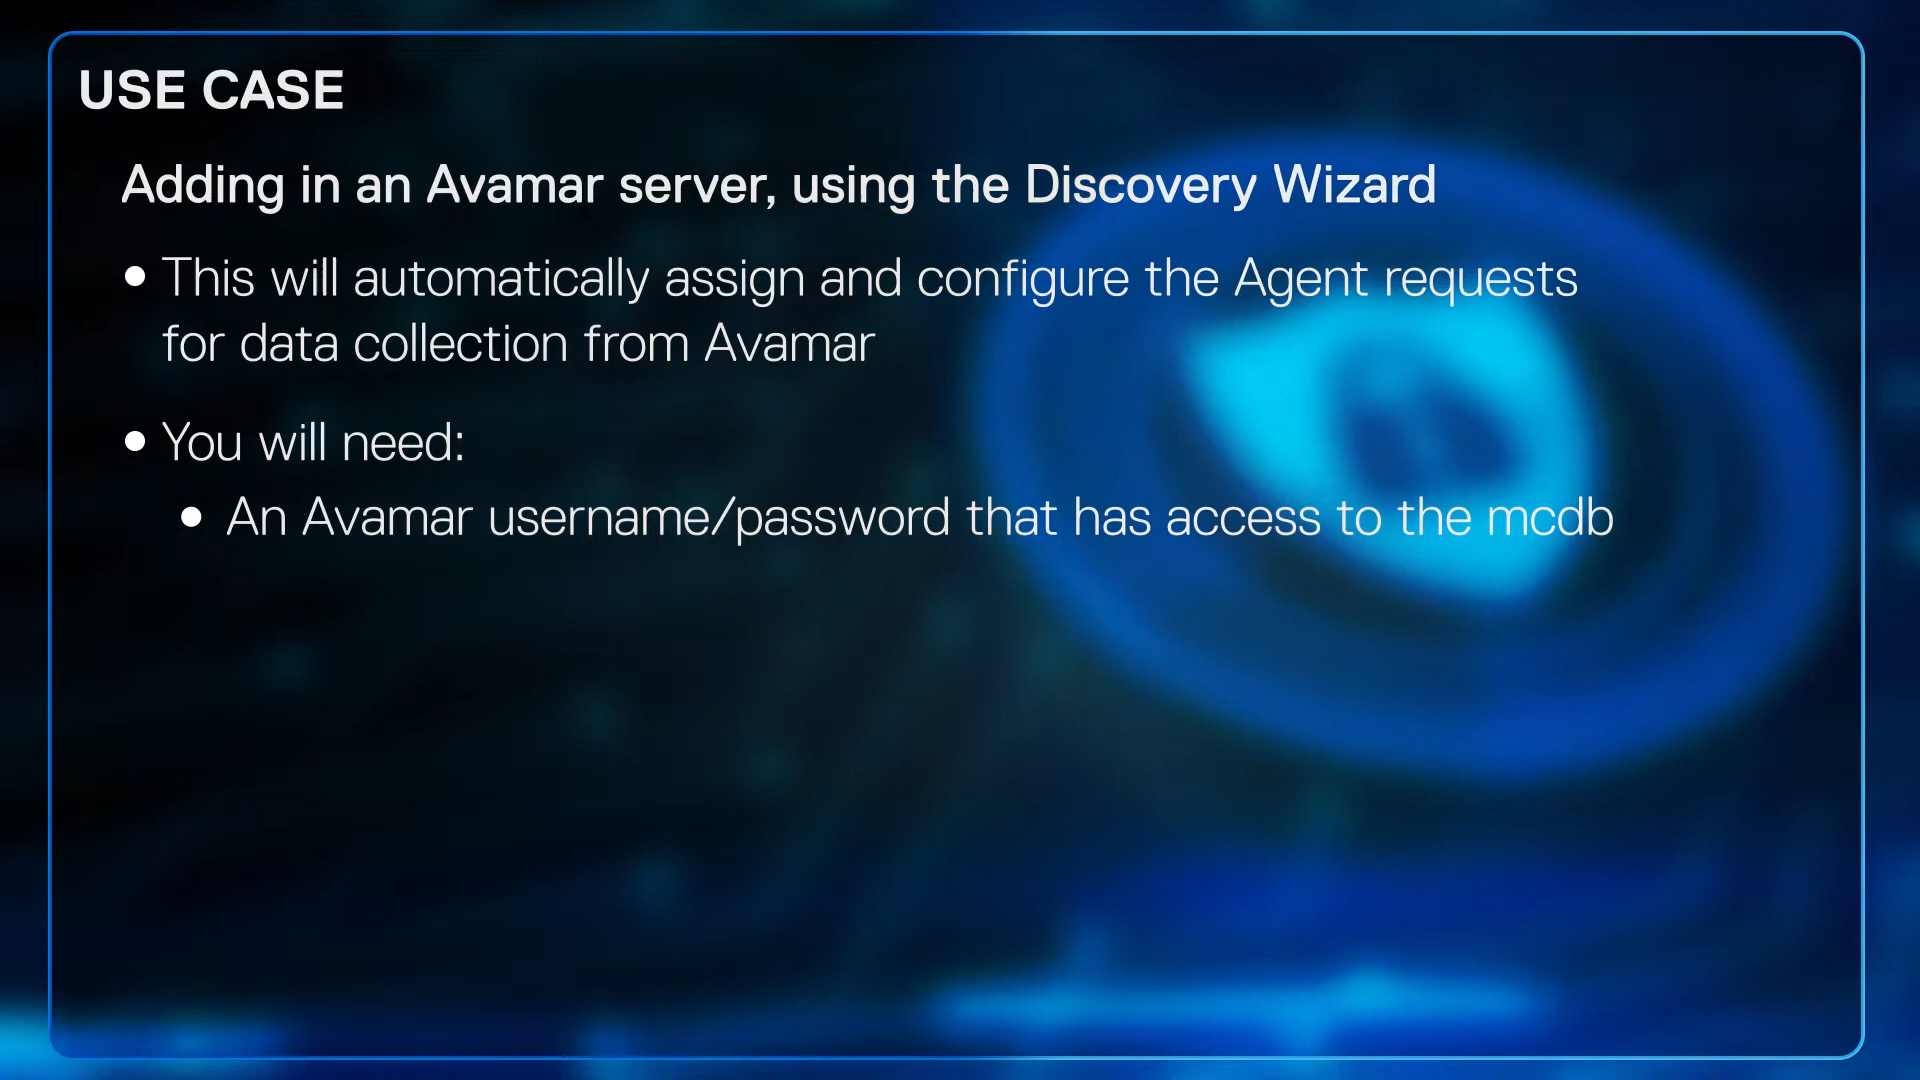 USE CASE
Adding in an Avamar server, using the Discovery Wizard
• This will automatically assign and configure the Agent requests
for data collection from Avamar
• You will need:
• An Avamar username/password that has access to the mcdb